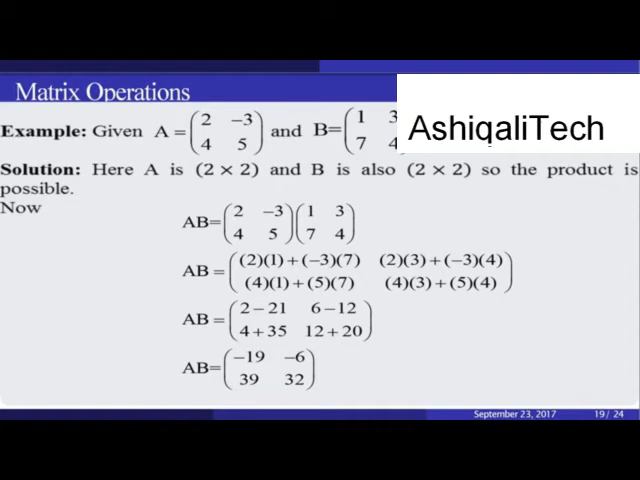 Matrix Operations
AshiqaliTech
Example: Given A = (2 −3) and B= (1 3
4 5 7 4
Solution: Here A is (2 × 2) and B is also (2 × 2) so the product is
possible.
Now
AB= (2 −3) (1 3)
4 5 7 4
AB = ((2)(1)+(−3)(7) (2)(3)+(−3)(4))
(4)(1)+(5)(7) (4)(3)+(5)(4)
AB = (2−21 6−12)
4+35 12+20
AB= (−19 −6)
39 32
September 23, 2017 19 / 24